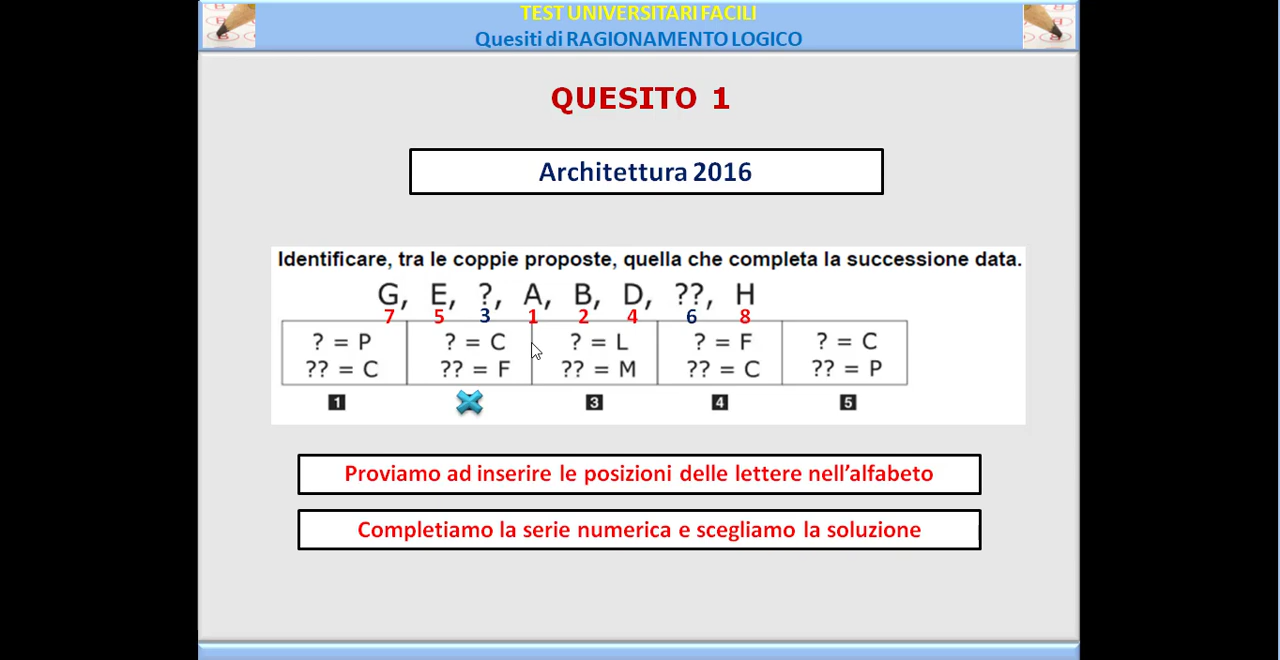 TEST UNIVERSITARI FACILI
Quesiti di RAGIONAMENTO LOGICO
QUESITO 1
Architettura 2016
Identificare, tra le coppie proposte, quella che completa la successione data.
G, E, ?, A, B, D, ??, H
7 5 3 1 2 4 6 8
? = P ? = C ? = L ? = F ? = C
?? = C ?? = F ?? = M ?? = C ?? = P
1 3 4 5
Proviamo ad inserire le posizioni delle lettere nell'alfabeto
Completiamo la serie numerica e scegliamo la soluzione